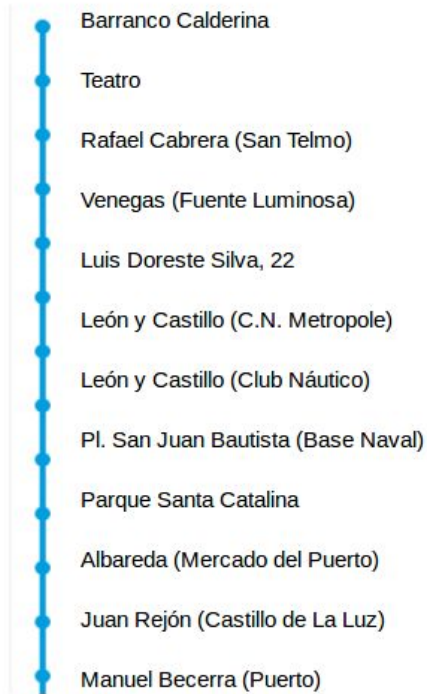 Barranco Calderina
Teatro
Rafael Cabrera (San Telmo)
Venegas (Fuente Luminosa)
Luis Doreste Silva, 22
León y Castillo (C.N. Metropole)
León y Castillo (Club Náutico)
Pl. San Juan Bautista (Base Naval)
Parque Santa Catalina
Albareda (Mercado del Puerto)
Juan Rejón (Castillo de La Luz)
Manuel Becerra (Puerto)